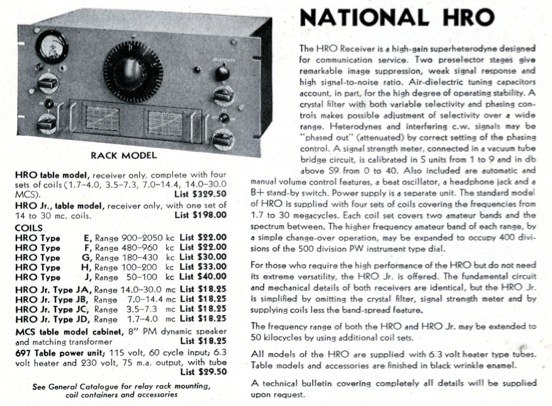 NATIONAL HRO
RACK MODEL
HRO table model, receiver only, complete with four
sets of coils (1.7–4.0, 3.5–7.3, 7.0–14.4, 14.0–30.0
MCS). List $329.50
HRO Jr., table model, receiver only, with one set of
14 to 30 mc. coils. List $198.00
COILS
HRO Type E, Range 900–2050 kc List $22.00
HRO Type F, Range 480–960 kc List $22.00
HRO Type G, Range 180–430 kc List $30.00
HRO Type H, Range 100–200 kc List $33.00
HRO Type J, Range 50–100 kc List $40.00
HRO Jr. Type JA, Range 14.0–30.0 mc List $18.25
HRO Jr. Type JB, Range 7.0–14.4 mc List $18.25
HRO Jr. Type JC, Range 3.5–7.3 mc List $18.25
HRO Jr. Type JD, Range 1.7–4.0 mc List $18.25
MCS table model cabinet, 8" PM dynamic speaker
and matching transformer List $18.25
697 Table power unit; 115 volt, 60 cycle input; 6.3
volt heater and 230 volt, 75 m.a. output, with tube
List $29.50
See General Catalogue for relay rack mounting,
coil containers and accessories
The HRO Receiver is a high-gain superheterodyne designed
for communication service. Two preselector stages give
remarkable image suppression, weak signal response and
high signal-to-noise ratio. Air-dielectric tuning capacitors
account, in part, for the high degree of operating stability. A
crystal filter with both variable selectivity and phasing con-
trols makes possible adjustment of selectivity over a wide
range. Heterodynes and interfering c.w. signals may be
"phased out" (attenuated) by correct setting of the phasing
control. A signal strength meter, connected in a vacuum tube
bridge circuit, is calibrated in S units from 1 to 9 and in db
above S9 from 0 to 40. Also included are automatic and
manual volume control features, a beat oscillator, a headphone jack and a
B+ stand-by switch. Power supply is a separate unit. The standard model
of HRO is supplied with four sets of coils covering the frequencies from
1.7 to 30 megacycles. Each coil set covers two amateur bands and the
spectrum between. The higher frequency amateur band of each range, by
a simple change-over operation, may be expanded to occupy 400 divi-
sions of the 500 division PW instrument type dial.
For those who require the high performance of the HRO but do not need
its extreme versatility, the HRO Jr. is offered. The fundamental circuit
and mechanical details of both receivers are identical, but the HRO Jr.
is simplified by omitting the crystal filter, signal strength meter and by
supplying coils less the band-spread feature.
The frequency range of both the HRO and HRO Jr. may be extended to
50 kilocycles by using additional coil sets.
All models of the HRO are supplied with 6.3 volt heater type tubes.
Table models and accessories are finished in black wrinkle enamel.
A technical bulletin covering completely all details will be supplied
upon request.